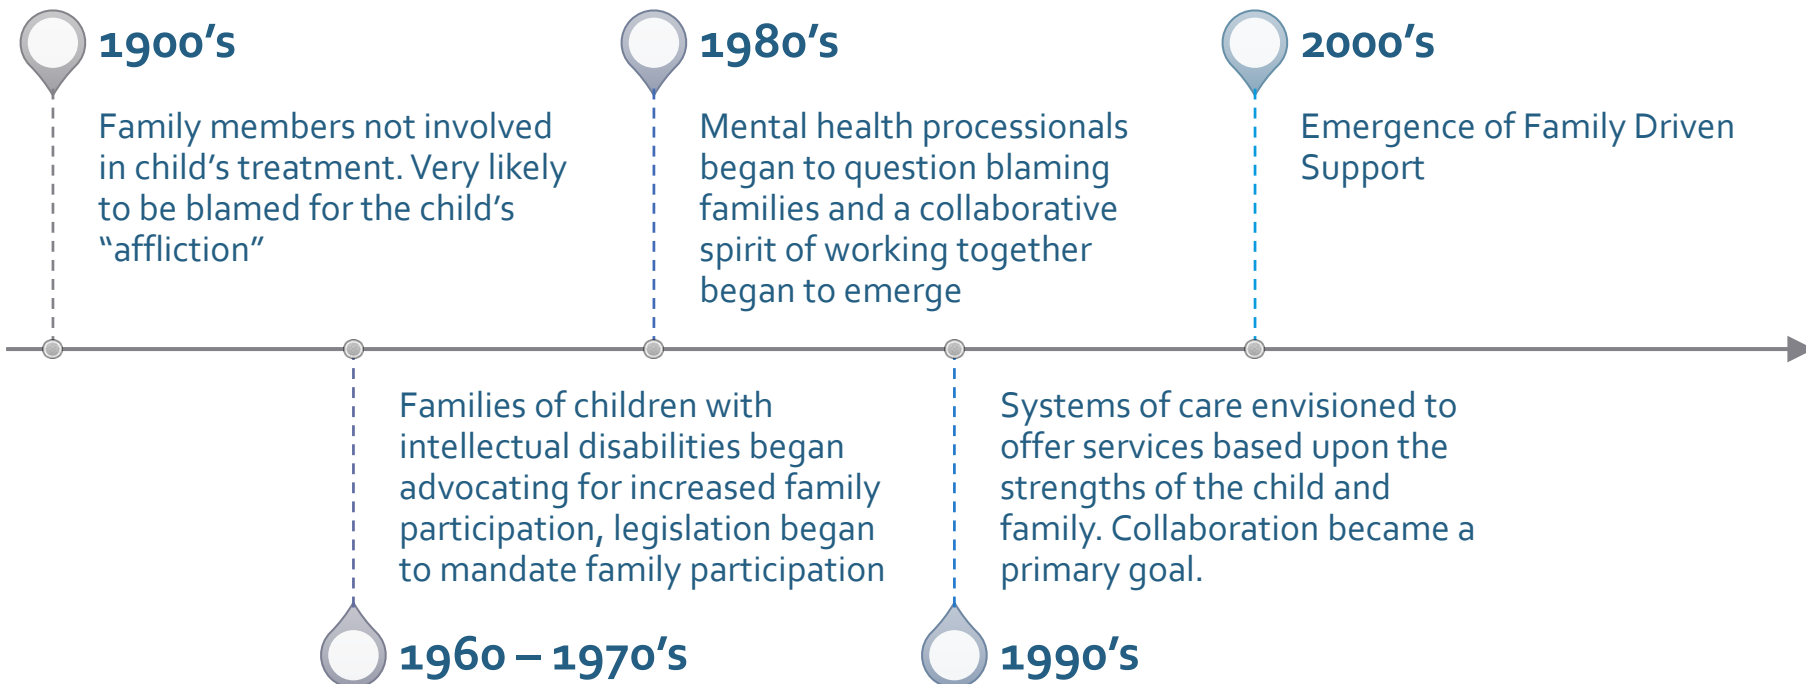 1900's
Family members not involved
in child's treatment. Very likely
to be blamed for the child's
“affliction”
1960 – 1970's
Families of children with
intellectual disabilities began
advocating for increased family
participation, legislation began
to mandate family participation
1980's
Mental health processionals
began to question blaming
families and a collaborative
spirit of working together
began to emerge
1990's
Systems of care envisioned to
offer services based upon the
strengths of the child and
family. Collaboration became a
primary goal.
2000's
Emergence of Family Driven
Support